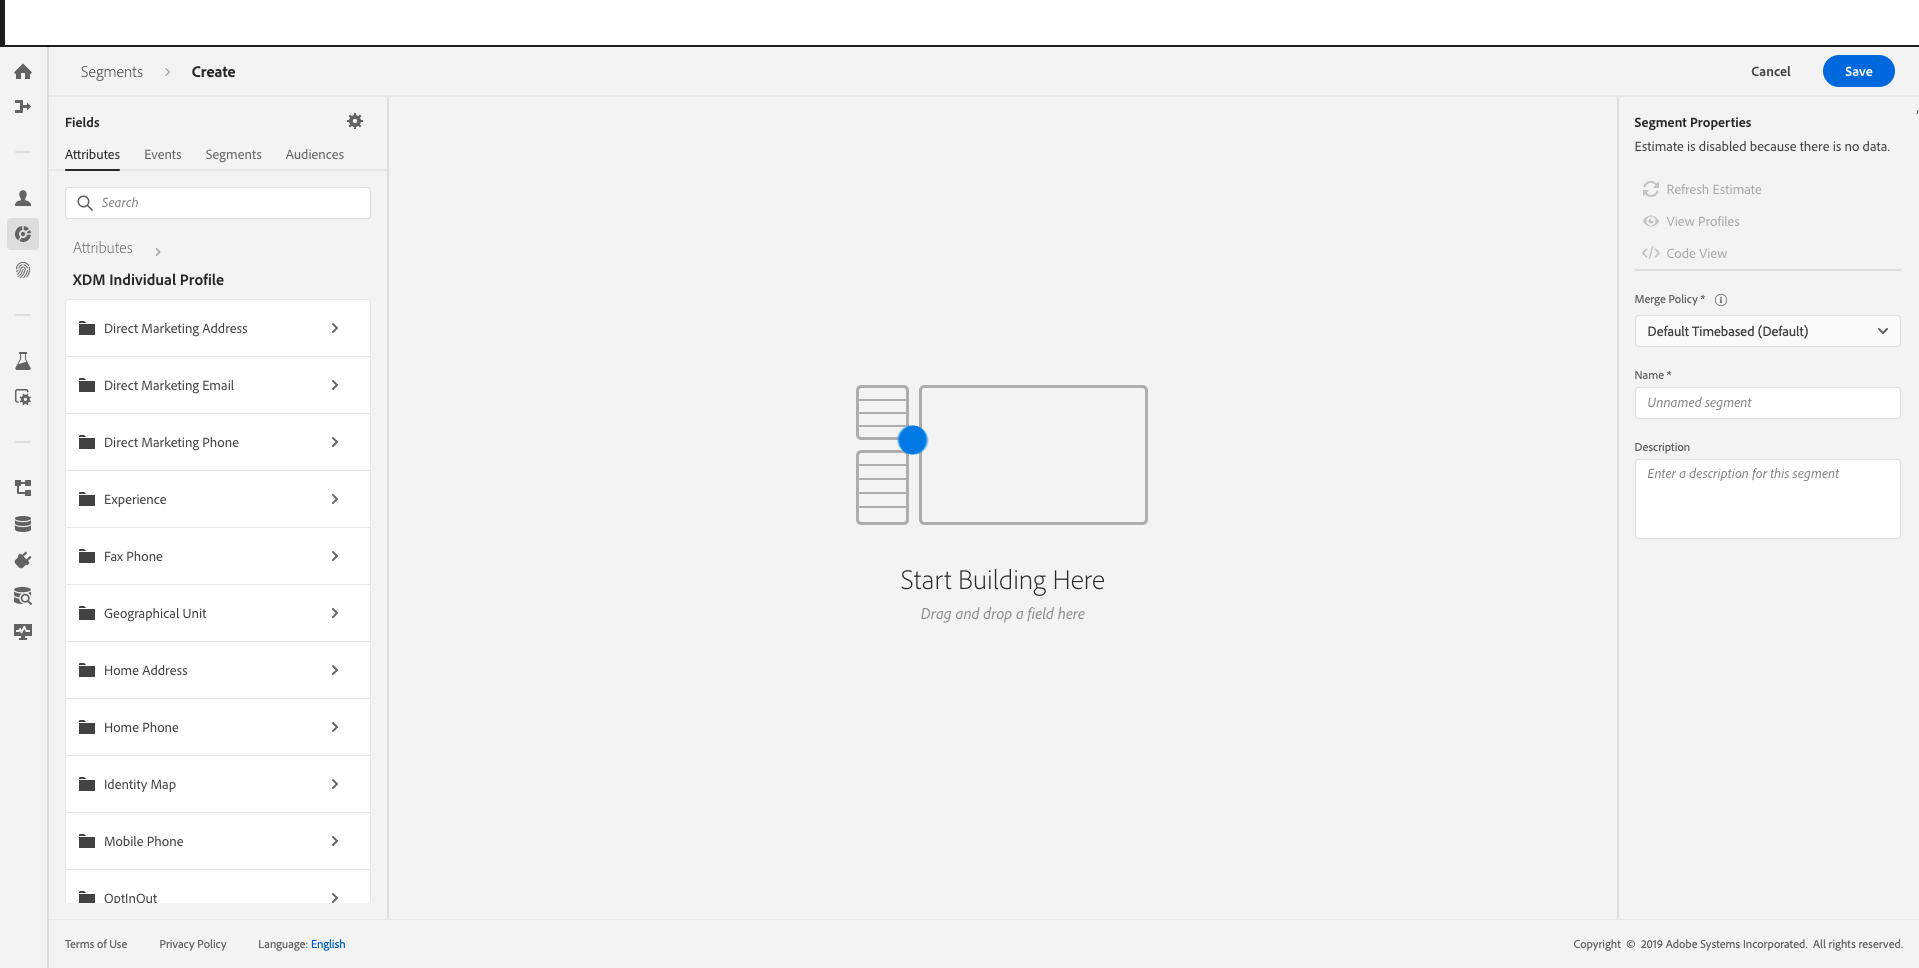 Segments > Create
Cancel
Save
Fields
Attributes
Events
Segments
Audiences
Search
Attributes >
XDM Individual Profile
Direct Marketing Address
Direct Marketing Email
Direct Marketing Phone
Experience
Fax Phone
Geographical Unit
Home Address
Home Phone
Identity Map
Mobile Phone
OptInOut
Start Building Here
Drag and drop a field here
Segment Properties
Estimate is disabled because there is no data.
Refresh Estimate
View Profiles
</> Code View
Merge Policy *
Default Timebased (Default)
Name *
Unnamed segment
Description
Enter a description for this segment
Terms of Use
Privacy Policy
Language: English
Copyright © 2019 Adobe Systems Incorporated. All rights reserved.